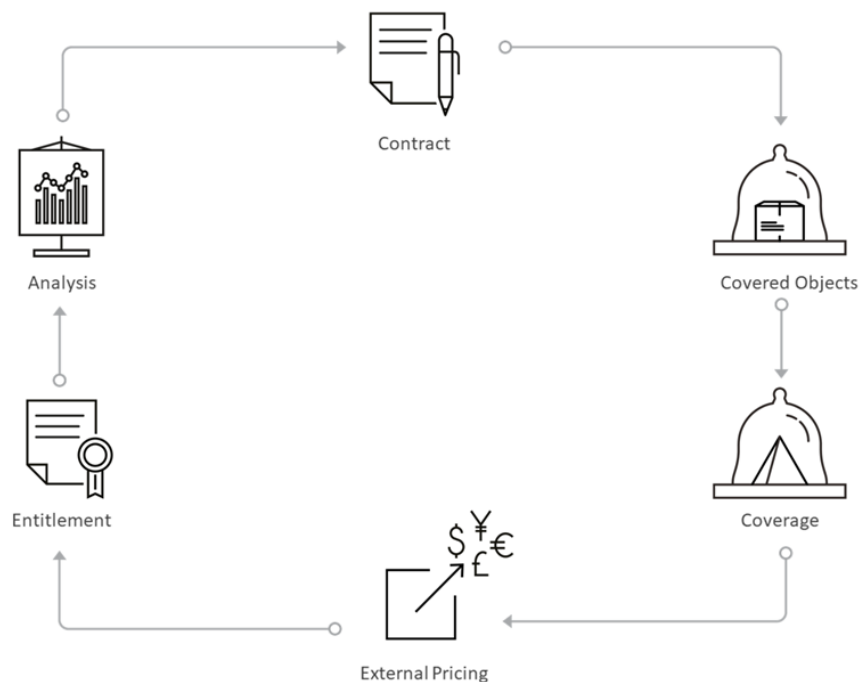 Contract
Analysis
Covered Objects
Entitlement
Coverage
$ ¥ € £
External Pricing